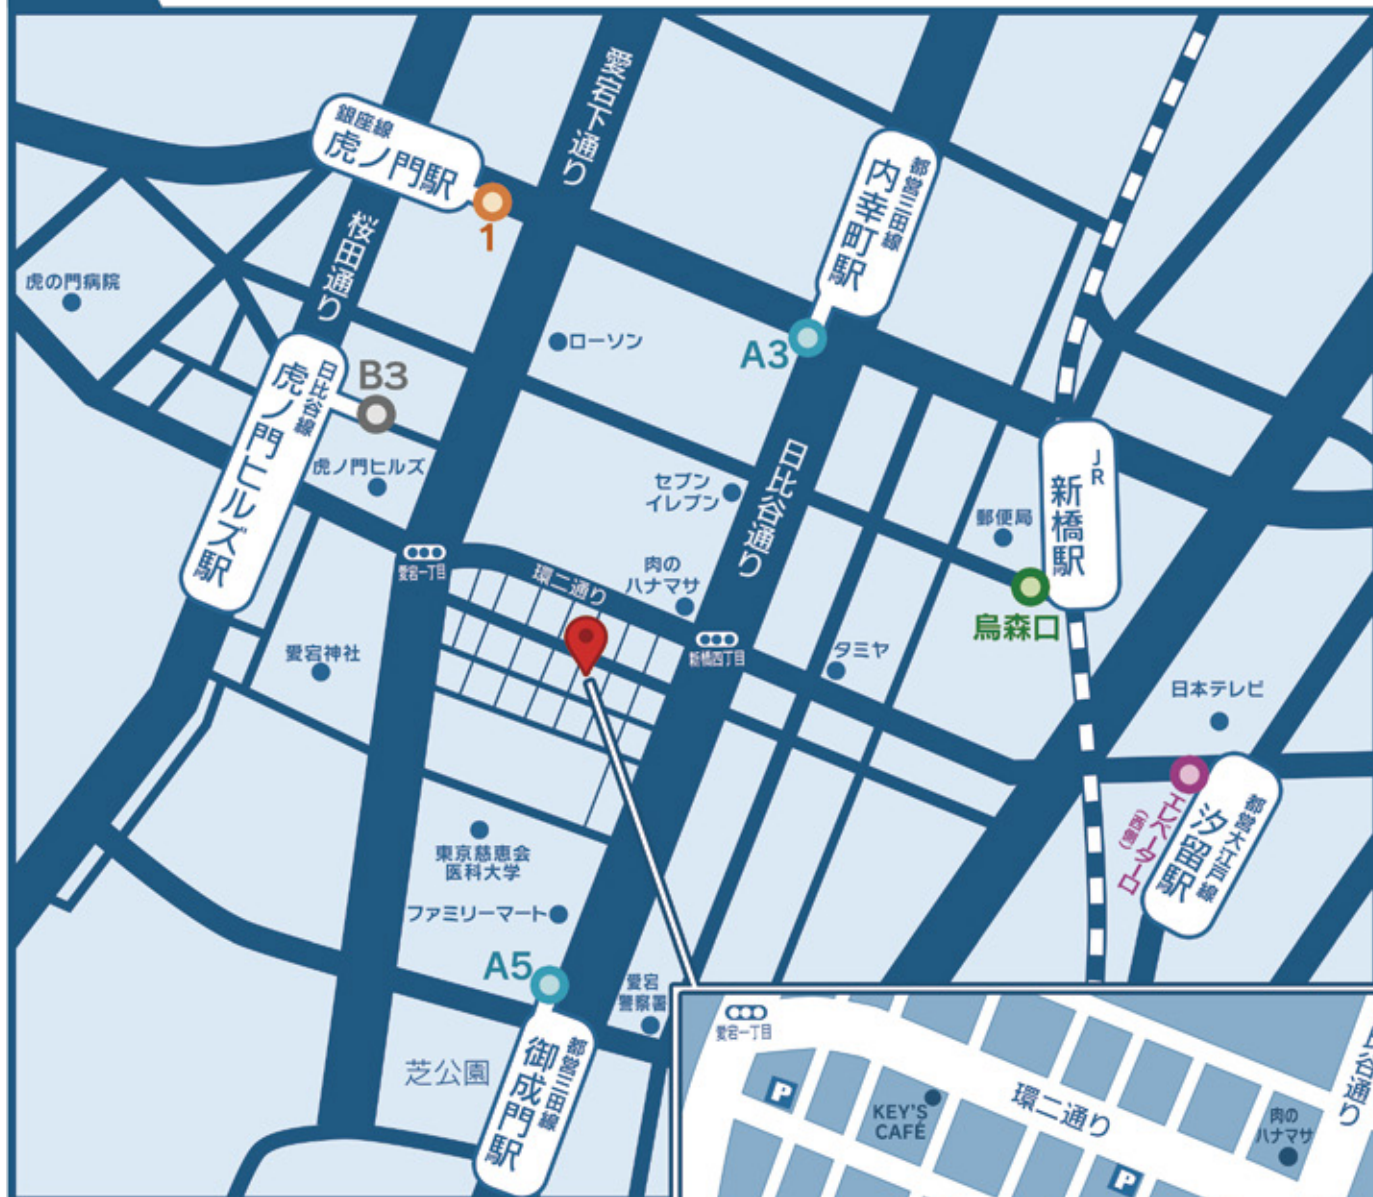 愛宕下通り
銀座線
虎ノ門駅
1
桜田通り
都営三田線
内幸町駅
虎の門病院
ローソン
A3
日比谷線
虎ノ門ヒルズ駅
B3
虎ノ門ヒルズ
日比谷通り
セブン
イレブン
JR
新橋駅
郵便局
愛宕一丁目
環二通り
肉の
ハナマサ
烏森口
新橋四丁目
タミヤ
愛宕神社
日本テレビ
エレベーター口
(西側)
都営大江戸線
汐留駅
東京慈恵会
医科大学
ファミリーマート
A5
愛宕
警察署
都営三田線
御成門駅
芝公園
愛宕一丁目
P
KEY'S
CAFÉ
環二通り
肉の
ハナマサ
比谷通り
P